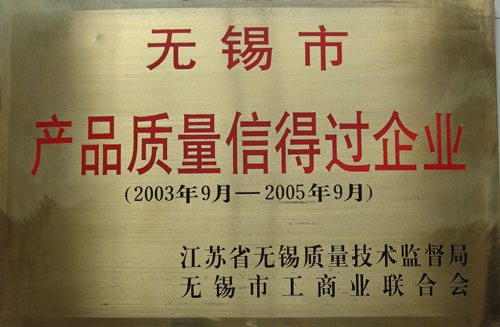 无锡市
产品质量信得过企业
(2003年9月—2005年9月)
江苏省无锡质量技术监督局
无锡市工商业联合会